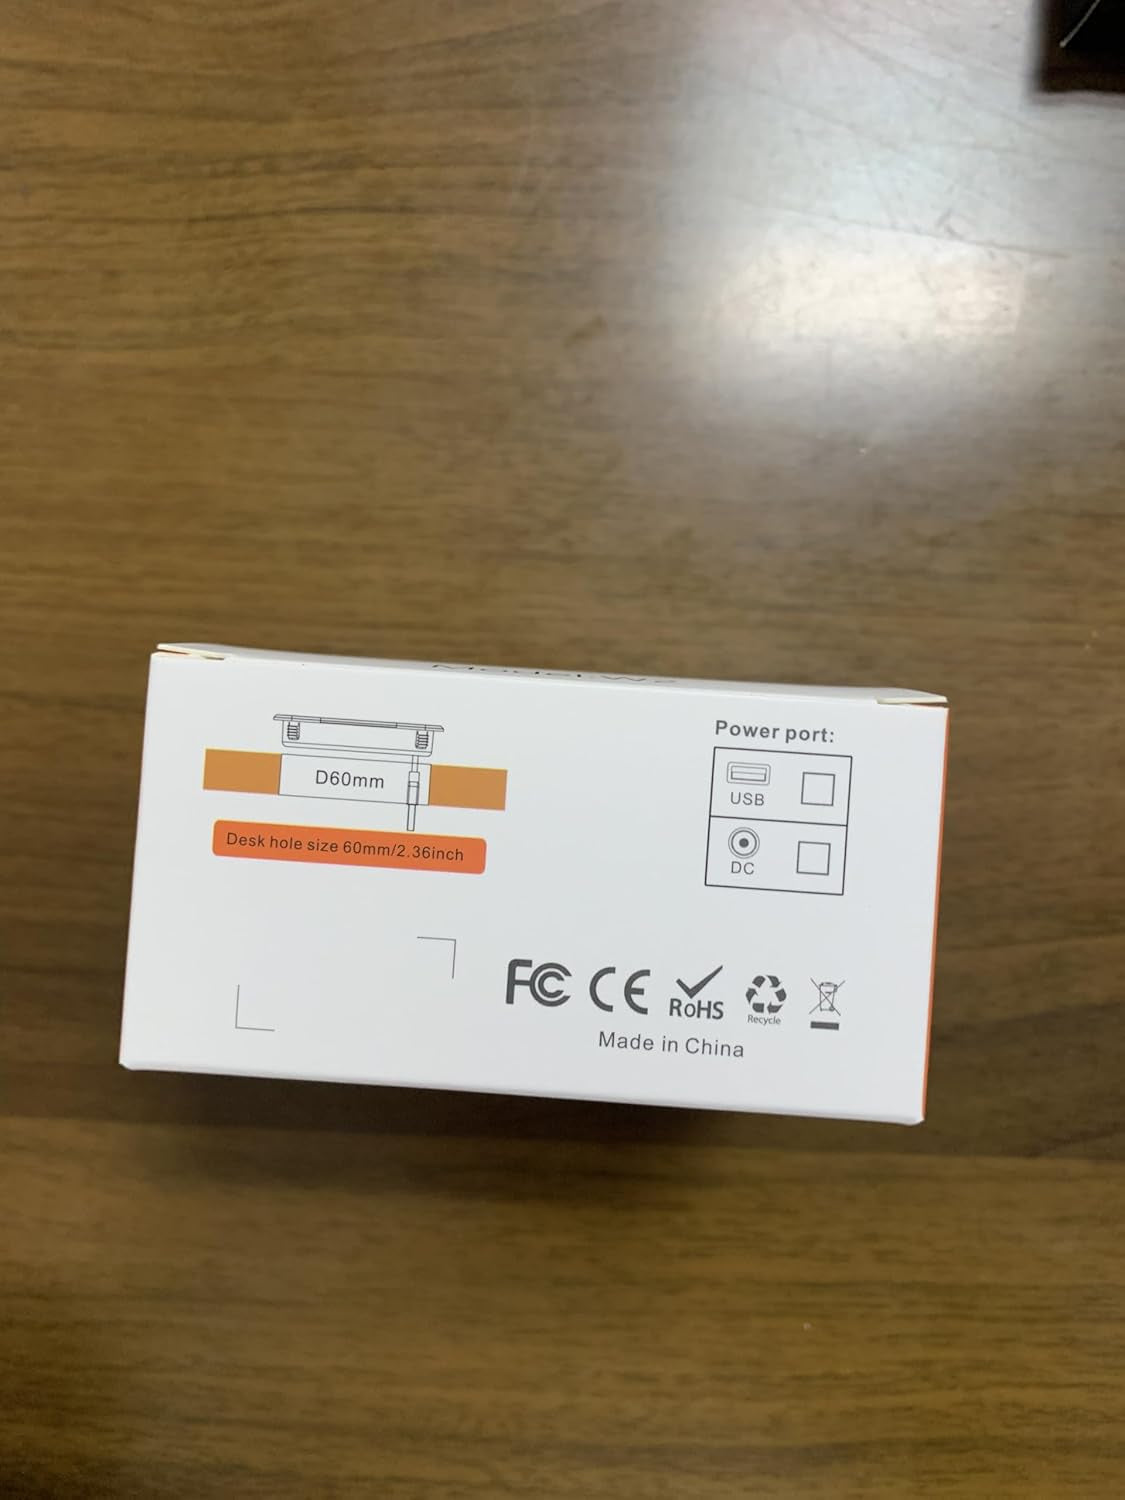 D60mm
Desk hole size 60mm/2.36inch
Power port:
USB
DC
FC CE RoHS
Recycle
Made in China